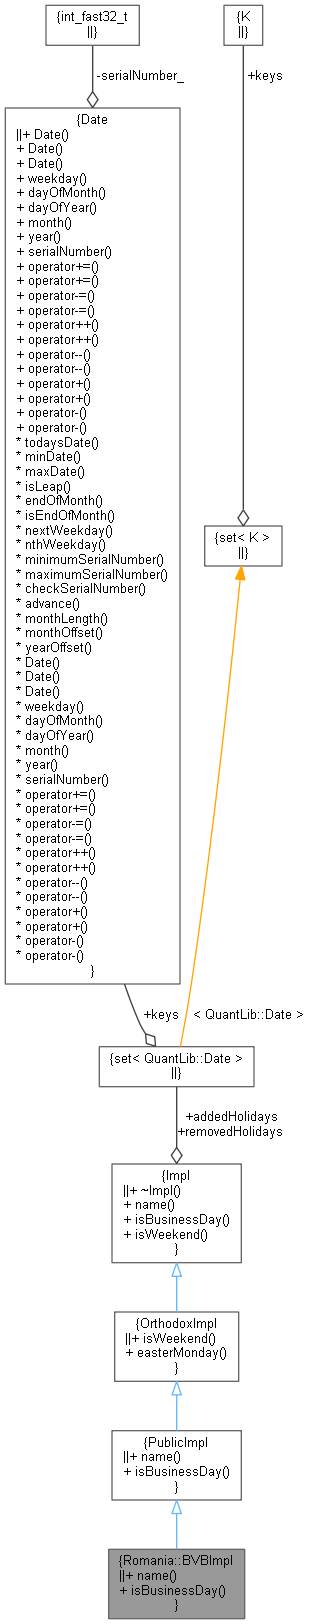 {int_fast32_t
||}
{K
||}
-serialNumber_
+keys
{Date
||+ Date()
+ Date()
+ Date()
+ weekday()
+ dayOfMonth()
+ dayOfYear()
+ month()
+ year()
+ serialNumber()
+ operator+=()
+ operator+=()
+ operator-=()
+ operator-=()
+ operator++()
+ operator++()
+ operator--()
+ operator--()
+ operator+()
+ operator+()
+ operator-()
+ operator-()
* todaysDate()
* minDate()
* maxDate()
* isLeap()
* endOfMonth()
* isEndOfMonth()
* nextWeekday()
* nthWeekday()
* minimumSerialNumber()
* maximumSerialNumber()
* checkSerialNumber()
* advance()
* monthLength()
* monthOffset()
* yearOffset()
* Date()
* Date()
* Date()
* weekday()
* dayOfMonth()
* dayOfYear()
* month()
* year()
* serialNumber()
* operator+=()
* operator+=()
* operator-=()
* operator-=()
* operator++()
* operator++()
* operator--()
* operator--()
* operator+()
* operator+()
* operator-()
* operator-()
}
{set< K >
||}
+keys
< QuantLib::Date >
{set< QuantLib::Date >
||}
+addedHolidays
+removedHolidays
{Impl
||+ ~Impl()
+ name()
+ isBusinessDay()
+ isWeekend()
}
{OrthodoxImpl
||+ isWeekend()
+ easterMonday()
}
{PublicImpl
||+ name()
+ isBusinessDay()
}
{Romania::BVBImpl
||+ name()
+ isBusinessDay()
}